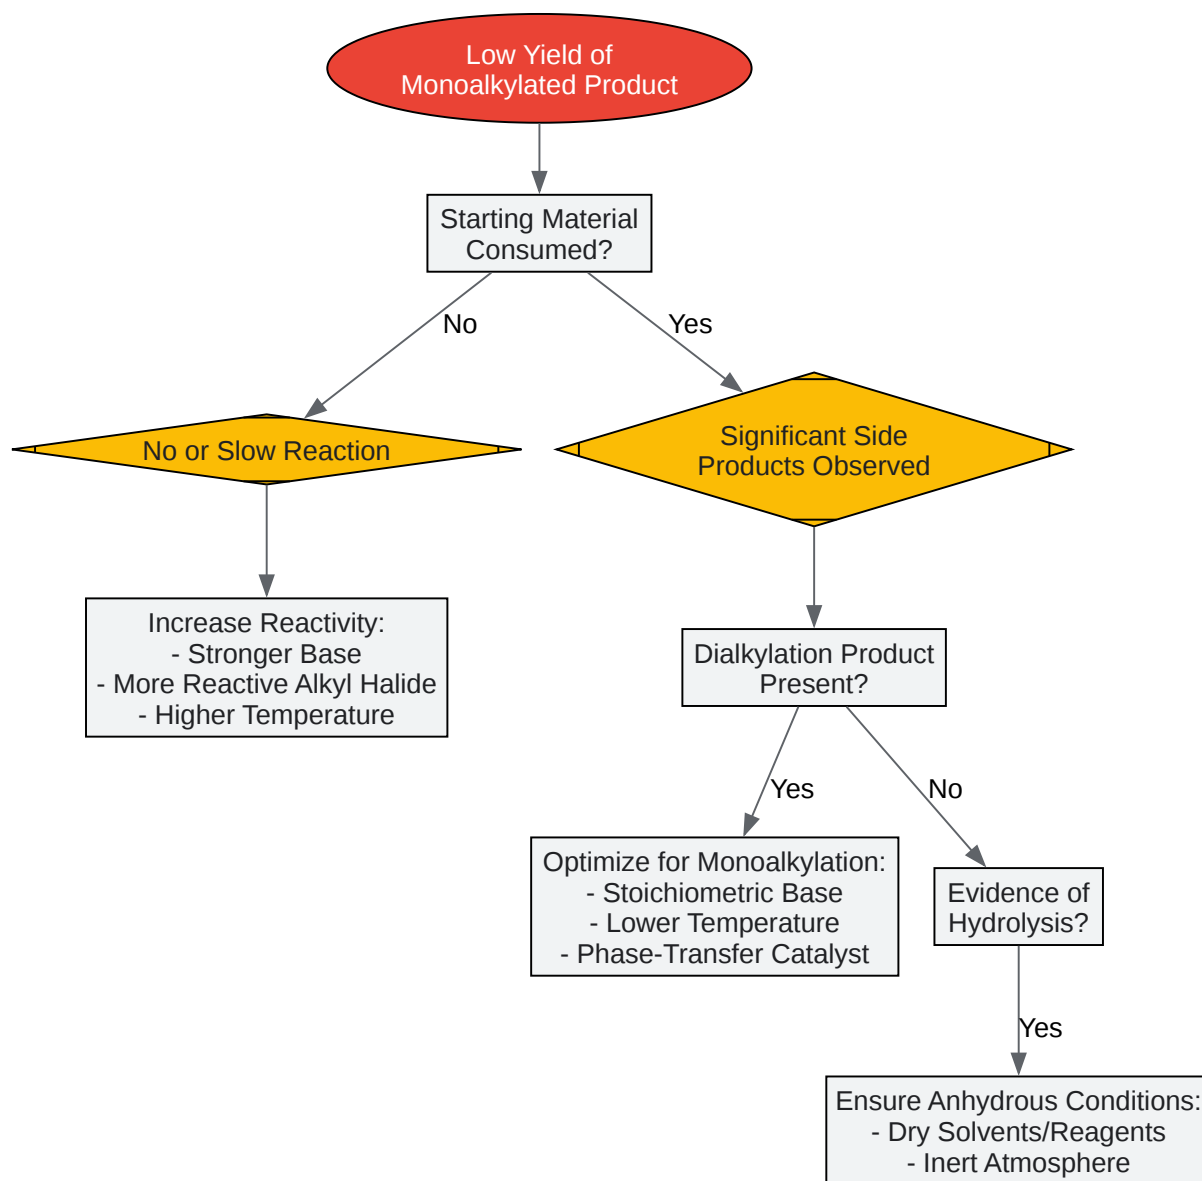 Low Yield of
Monoalkylated Product
Starting Material
Consumed?
No
Yes
No or Slow Reaction
Significant Side
Products Observed
Increase Reactivity:
- Stronger Base
- More Reactive Alkyl Halide
- Higher Temperature
Dialkylation Product
Present?
Yes
No
Optimize for Monoalkylation:
- Stoichiometric Base
- Lower Temperature
- Phase-Transfer Catalyst
Evidence of
Hydrolysis?
Yes
Ensure Anhydrous Conditions:
- Dry Solvents/Reagents
- Inert Atmosphere